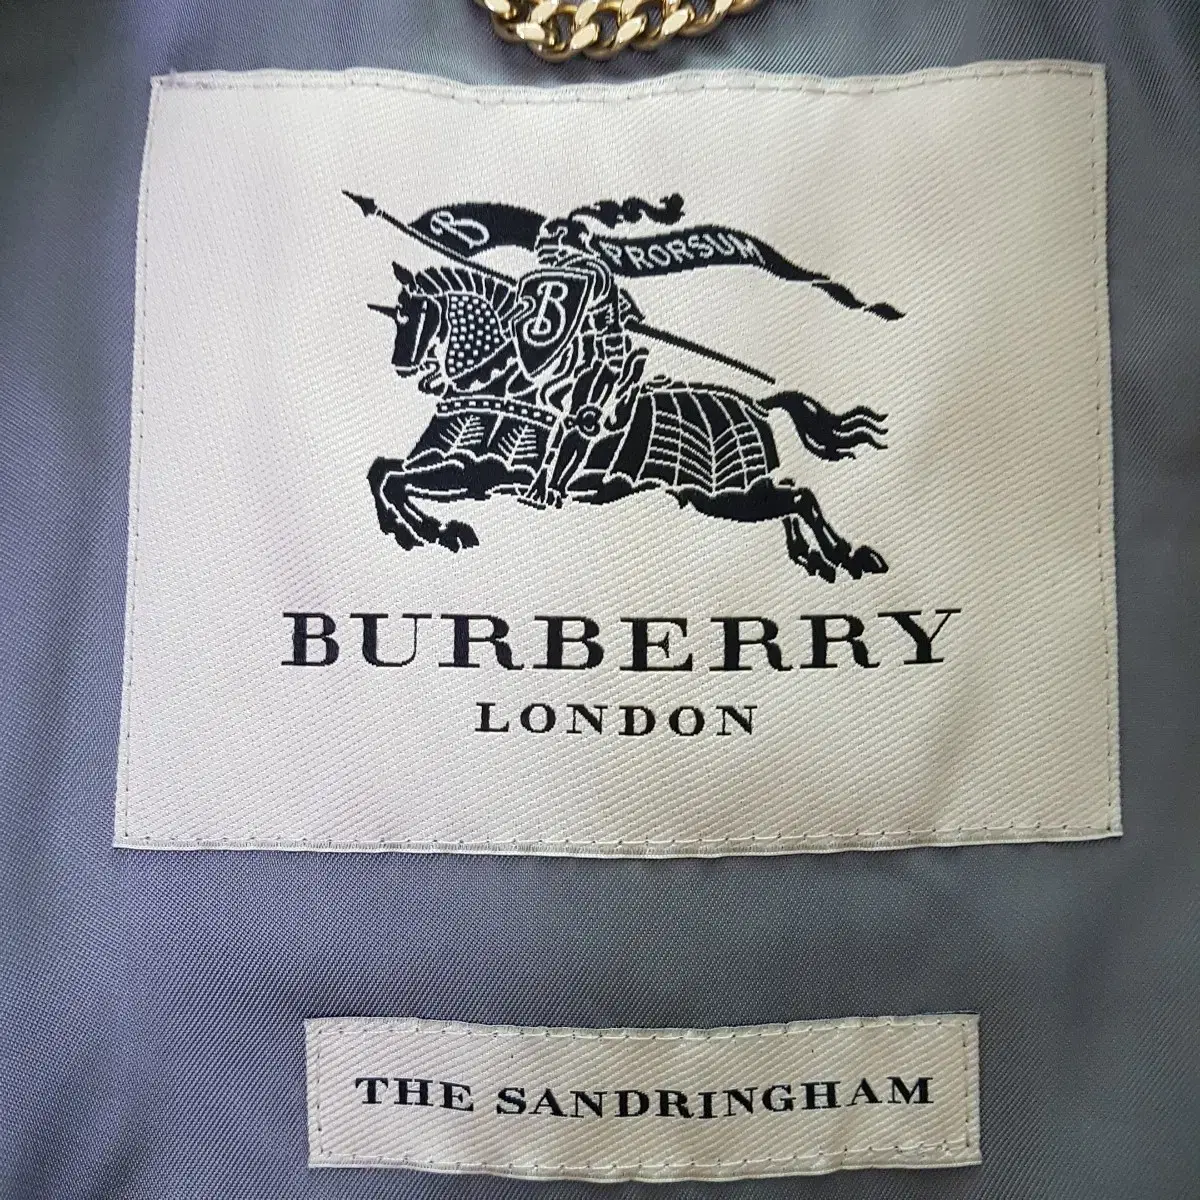 B
PRORSUM
B
BURBERRY
LONDON
THE SANDRINGHAM